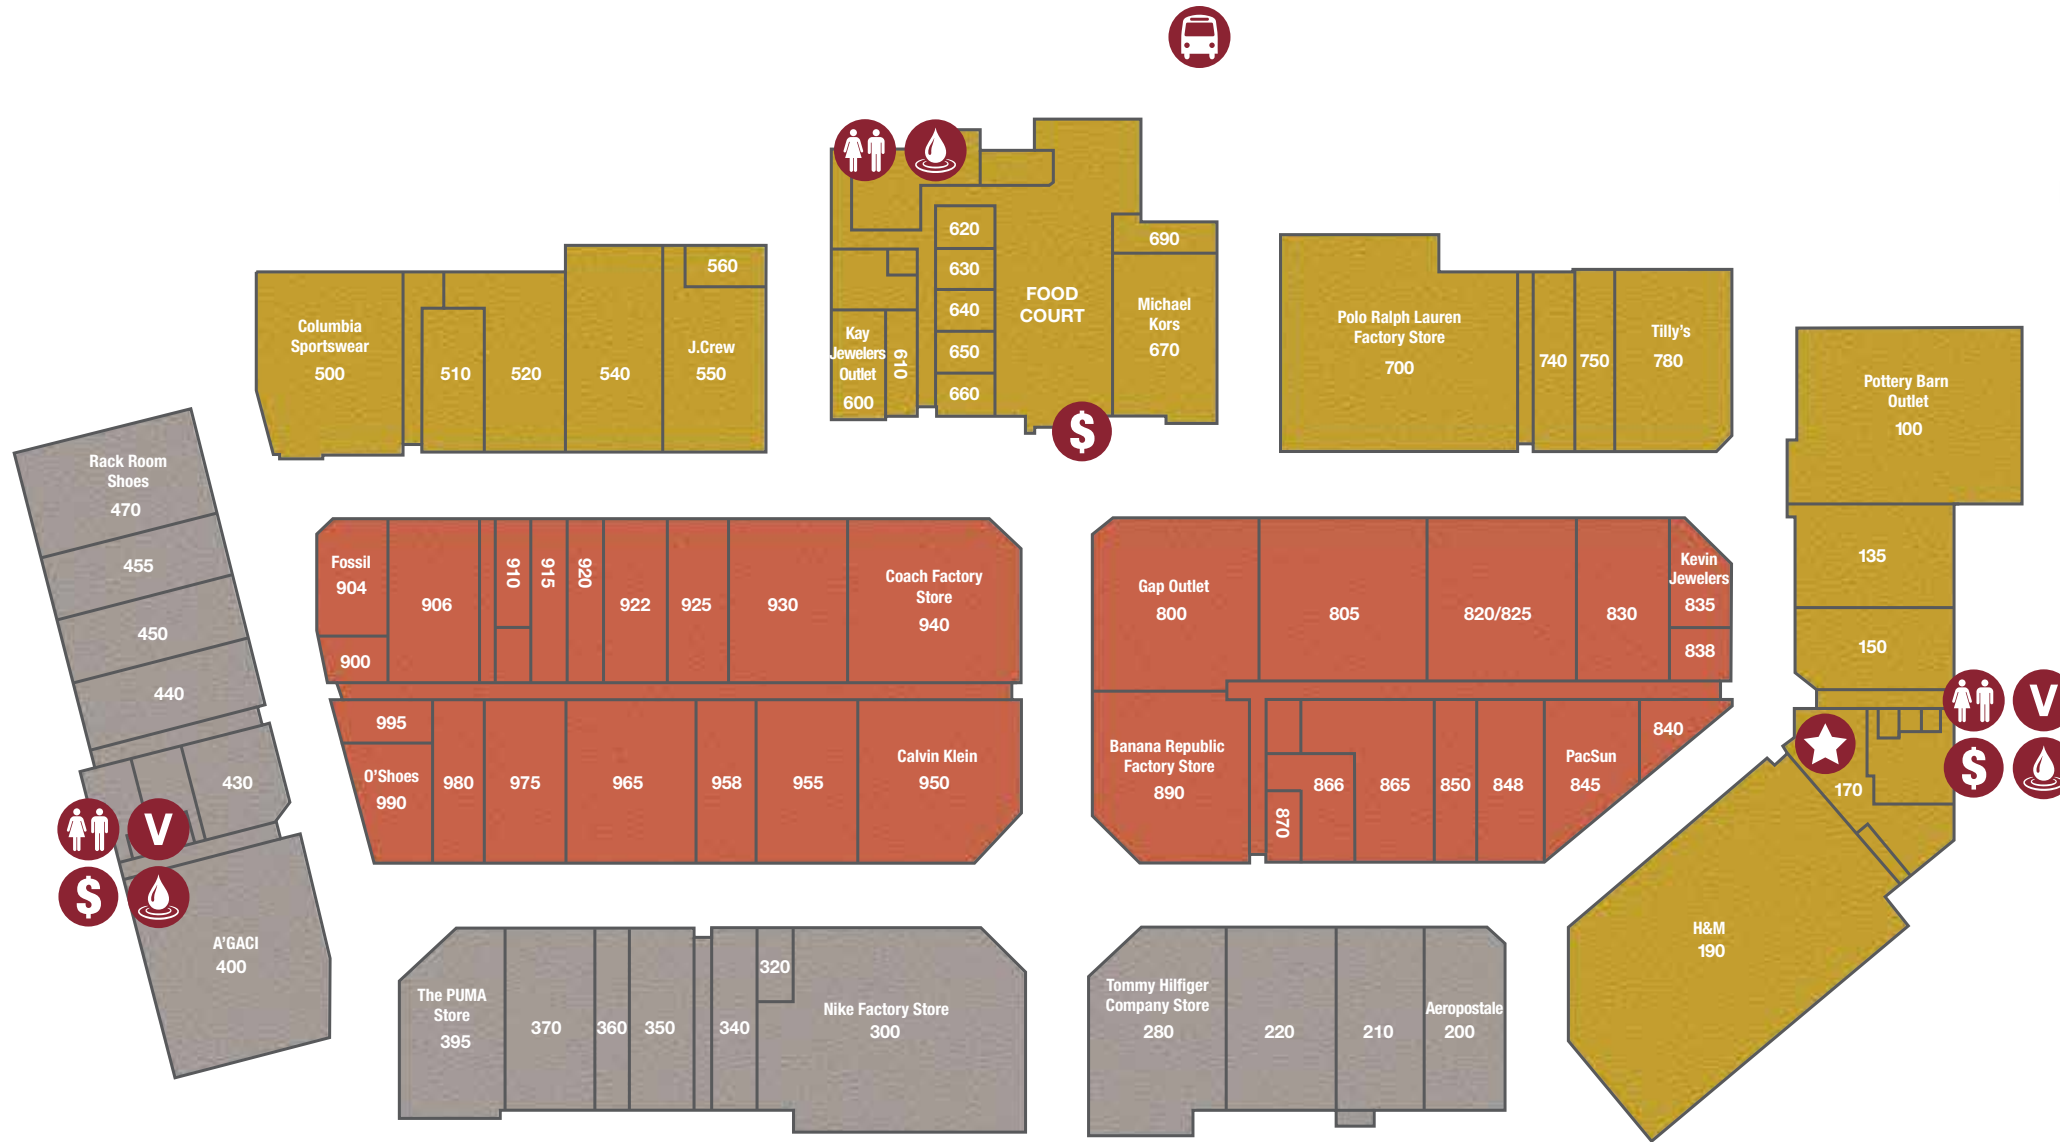 620
630
640
650
660
FOOD
COURT
690
Michael
Kors
670
Kay
Jewelers
Outlet
600
610
Columbia
Sportswear
500
510
520
540
560
J.Crew
550
Polo Ralph Lauren
Factory Store
700
740
750
Tilly's
780
Pottery Barn
Outlet
100
135
150
170
H&M
190
Rack Room
Shoes
470
455
450
440
430
A'GACI
400
V
$
V
$
$
Fossil
904
900
906
910
915
920
922
925
930
Coach Factory
Store
940
995
O'Shoes
990
980
975
965
958
955
Calvin Klein
950
Gap Outlet
800
805
820/825
830
Kevin
Jewelers
835
838
840
Banana Republic
Factory Store
890
870
866
865
850
848
PacSun
845
The PUMA
Store
395
370
360
350
340
320
Nike Factory Store
300
Tommy Hilfiger
Company Store
280
220
210
Aeropostale
200